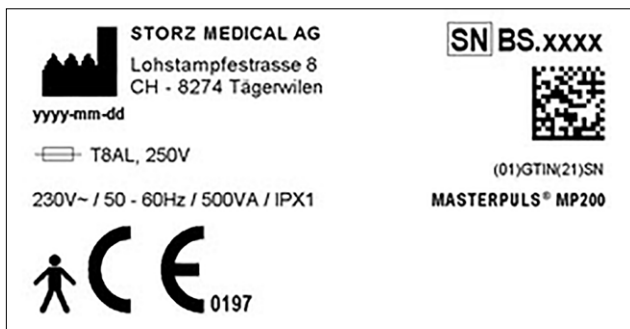 STORZ MEDICAL AG
Lohstampfestrasse 8
CH - 8274 Tägerwilen
yyyy-mm-dd
T8AL, 250V
230V~ / 50 - 60Hz / 500VA / IPX1
CE 0197
SN BS.xxxx
(01)GTIN(21)SN
MASTERPULS® MP200